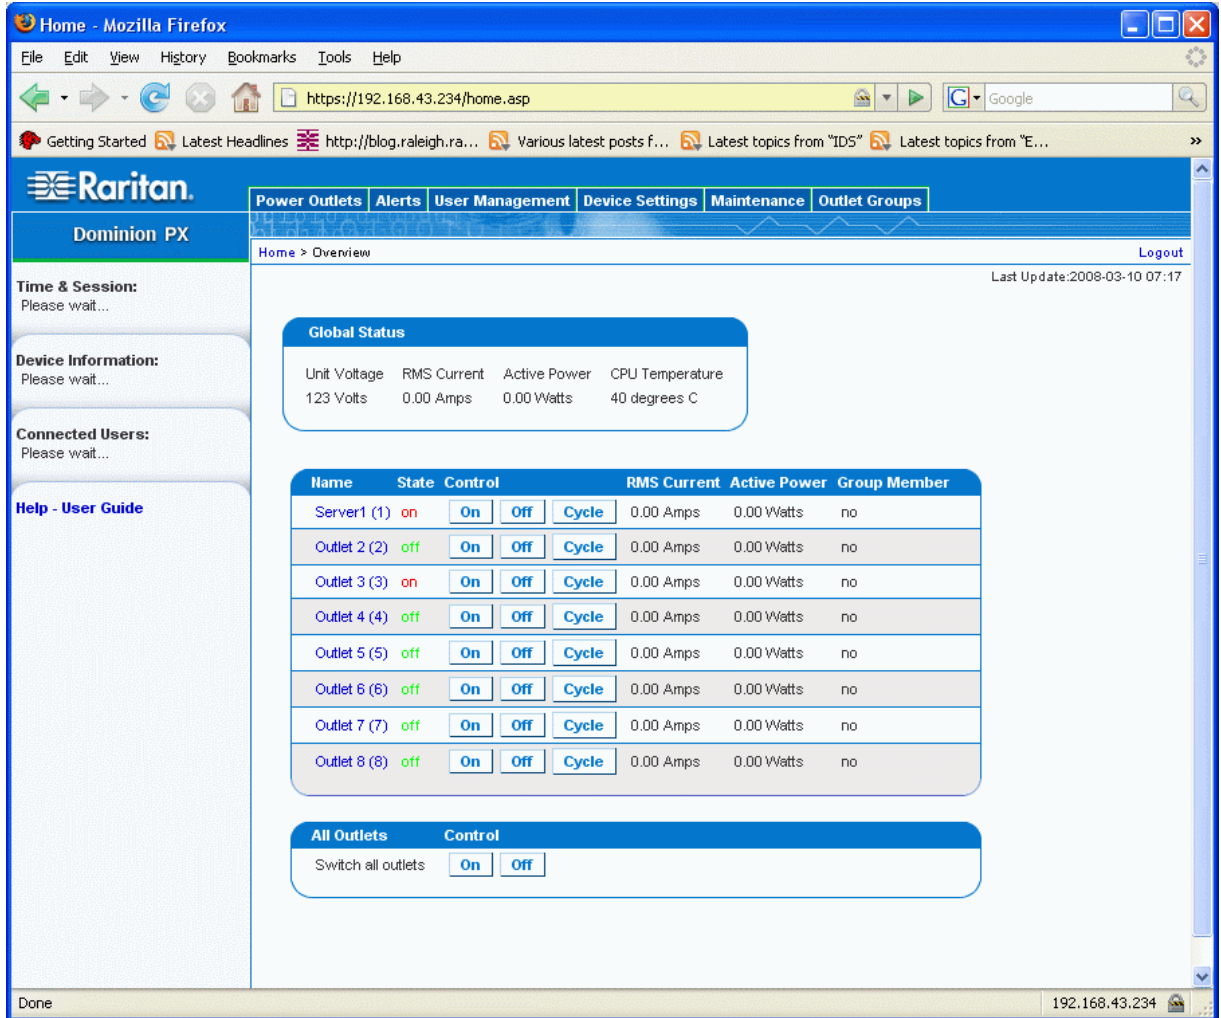 Home - Mozilla Firefox
File Edit View History Bookmarks Tools Help
https://192.168.43.234/home.asp
G Google
Getting Started Latest Headlines http://blog.raleigh.ra... Various latest posts f... Latest topics from "IDS" Latest topics from "E... »
Raritan.
Power Outlets Alerts User Management Device Settings Maintenance Outlet Groups
Dominion PX
Home > Overview Logout
Last Update:2008-03-10 07:17
Time & Session:
Please wait...
Device Information:
Please wait...
Connected Users:
Please wait...
Help - User Guide
Global Status
Unit Voltage RMS Current Active Power CPU Temperature
123 Volts 0.00 Amps 0.00 Watts 40 degrees C
Name State Control RMS Current Active Power Group Member
Server1 (1) on On Off Cycle 0.00 Amps 0.00 Watts no
Outlet 2 (2) off On Off Cycle 0.00 Amps 0.00 Watts no
Outlet 3 (3) on On Off Cycle 0.00 Amps 0.00 Watts no
Outlet 4 (4) off On Off Cycle 0.00 Amps 0.00 Watts no
Outlet 5 (5) off On Off Cycle 0.00 Amps 0.00 Watts no
Outlet 6 (6) off On Off Cycle 0.00 Amps 0.00 Watts no
Outlet 7 (7) off On Off Cycle 0.00 Amps 0.00 Watts no
Outlet 8 (8) off On Off Cycle 0.00 Amps 0.00 Watts no
All Outlets Control
Switch all outlets On Off
Done 192.168.43.234